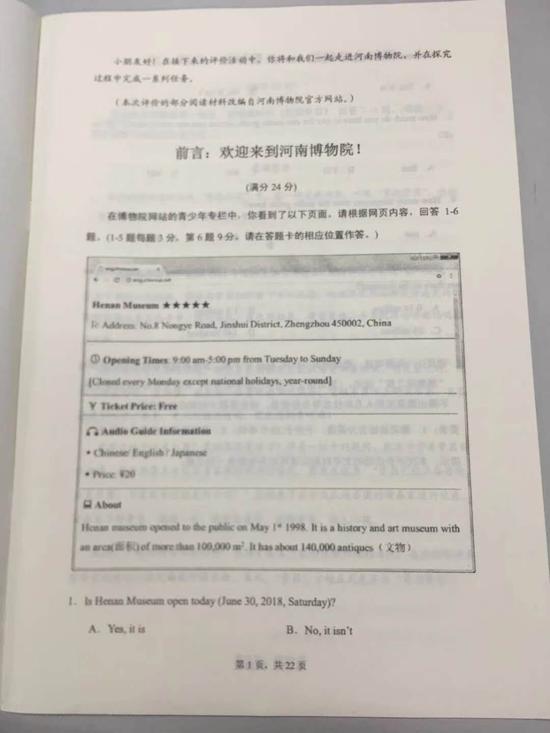 小朋友好！在接下来的评价活动中，你将和我们一起走进河南博物院，并在探究
过程中完成一系列任务。
（本次评价的部分阅读材料改编自河南博物院官方网站。）
前言：欢迎来到河南博物院！
(满分 24 分)
在博物院网站的青少年专栏中，你看到了以下页面，请根据网页内容，回答 1-6
题。(1-5 题每题 3 分，第 6 题 9 分。请在答题卡的相应位置作答。)
Henan Museum ★★★★★
Address: No.8 Nongye Road, Jinshui District, Zhengzhou 450002, China
Opening Times: 9:00 am-5:00 pm from Tuesday to Sunday
[Closed every Monday except national holidays, year-round]
Ticket Price: Free
Audio Guide Information
• Chinese/ English / Japanese
• Price: ¥20
About
Henan museum opened to the public on May 1st 1998. It is a history and art museum with
an area(面积) of more than 100,000 m². It has about 140,000 antiques（文物）
1. Is Henan Museum open today (June 30, 2018, Saturday)?
A. Yes, it is B. No, it isn't
第 1 页，共 22 页